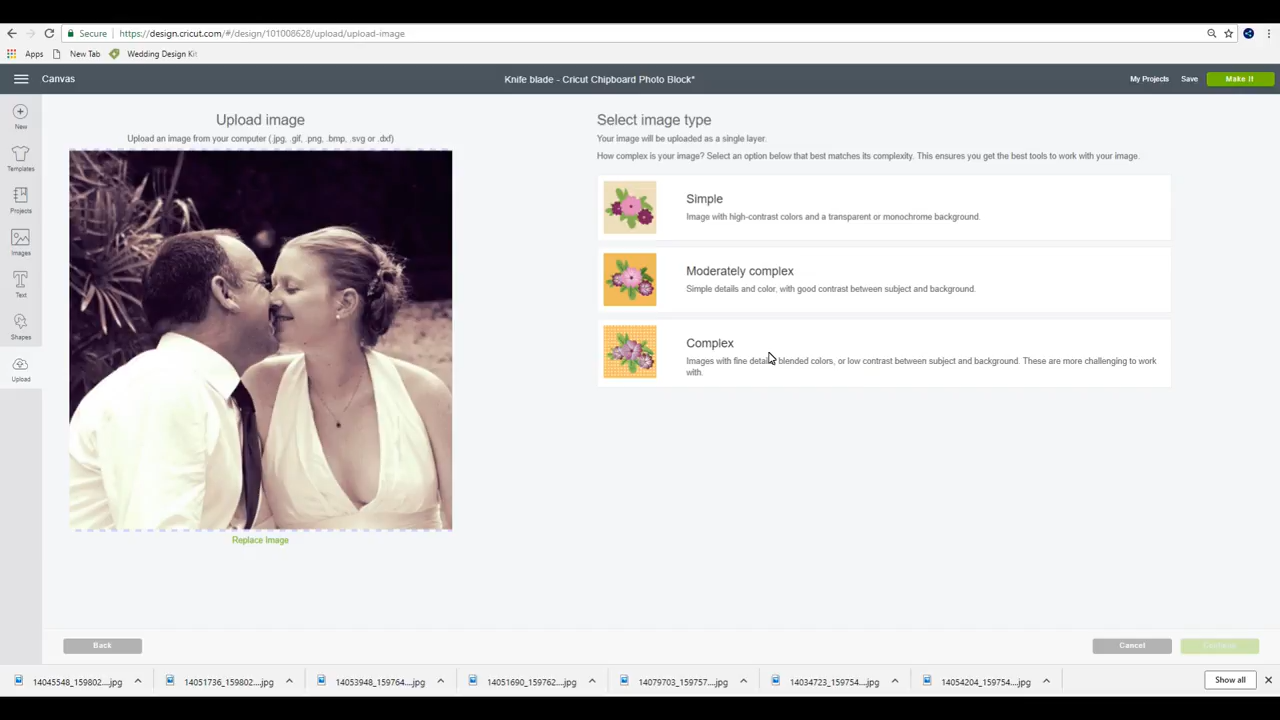 Secure https://design.cricut.com/#/design/101008628/upload/upload-image
Apps New Tab Wedding Design Kit
Canvas Knife blade - Cricut Chipboard Photo Block* My Projects Save Make It
New
Templates
Projects
Images
Text
Shapes
Upload
Upload image
Upload an image from your computer (.jpg, .gif, .png, .bmp, .svg or .dxf)
Replace Image
Select image type
Your image will be uploaded as a single layer.
How complex is your image? Select an option below that best matches its complexity. This ensures you get the best tools to work with your image.
Simple
Image with high-contrast colors and a transparent or monochrome background.
Moderately complex
Simple details and color, with good contrast between subject and background.
Complex
Images with fine details, blended colors, or low contrast between subject and background. These are more challenging to work
with.
Back Cancel Continue
14045548_159802....jpg 14051736_159802....jpg 14053948_159764....jpg 14051690_159762....jpg 14079703_159757....jpg 14034723_159754....jpg 14054204_159754....jpg Show all